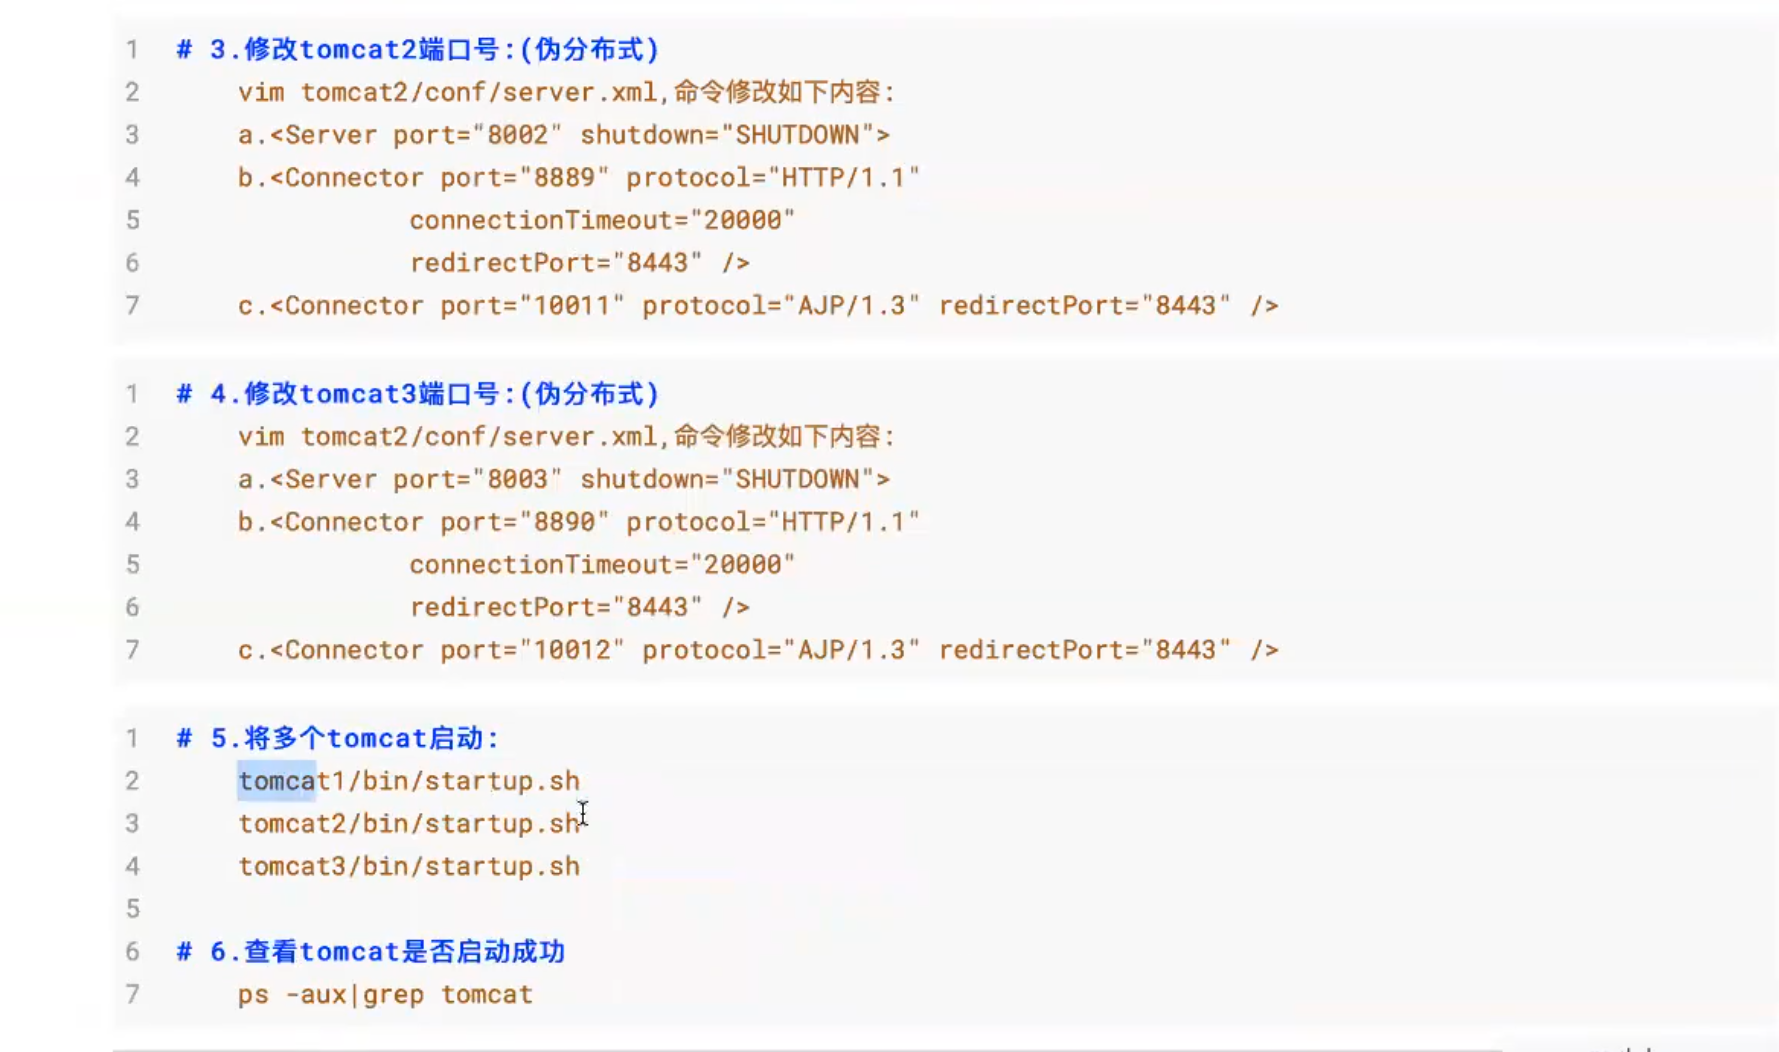 1 # 3.修改tomcat2端口号:(伪分布式)
2 vim tomcat2/conf/server.xml,命令修改如下内容:
3 a.<Server port="8002" shutdown="SHUTDOWN">
4 b.<Connector port="8889" protocol="HTTP/1.1"
5 connectionTimeout="20000"
6 redirectPort="8443" />
7 c.<Connector port="10011" protocol="AJP/1.3" redirectPort="8443" />
1 # 4.修改tomcat3端口号:(伪分布式)
2 vim tomcat2/conf/server.xml,命令修改如下内容:
3 a.<Server port="8003" shutdown="SHUTDOWN">
4 b.<Connector port="8890" protocol="HTTP/1.1"
5 connectionTimeout="20000"
6 redirectPort="8443" />
7 c.<Connector port="10012" protocol="AJP/1.3" redirectPort="8443" />
1 # 5.将多个tomcat启动:
2 tomcat1/bin/startup.sh
3 tomcat2/bin/startup.sh
4 tomcat3/bin/startup.sh
5
6 # 6.查看tomcat是否启动成功
7 ps -aux|grep tomcat